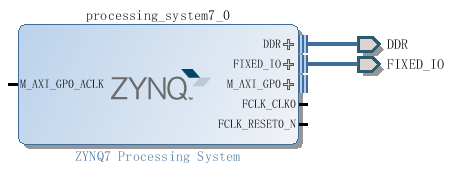 processing_system7_0
DDR
DDR
FIXED_IO
FIXED_IO
M_AXI_GP0_ACLK
ZYNQ
M_AXI_GP0
FCLK_CLK0
FCLK_RESET0_N
ZYNQ7 Processing System